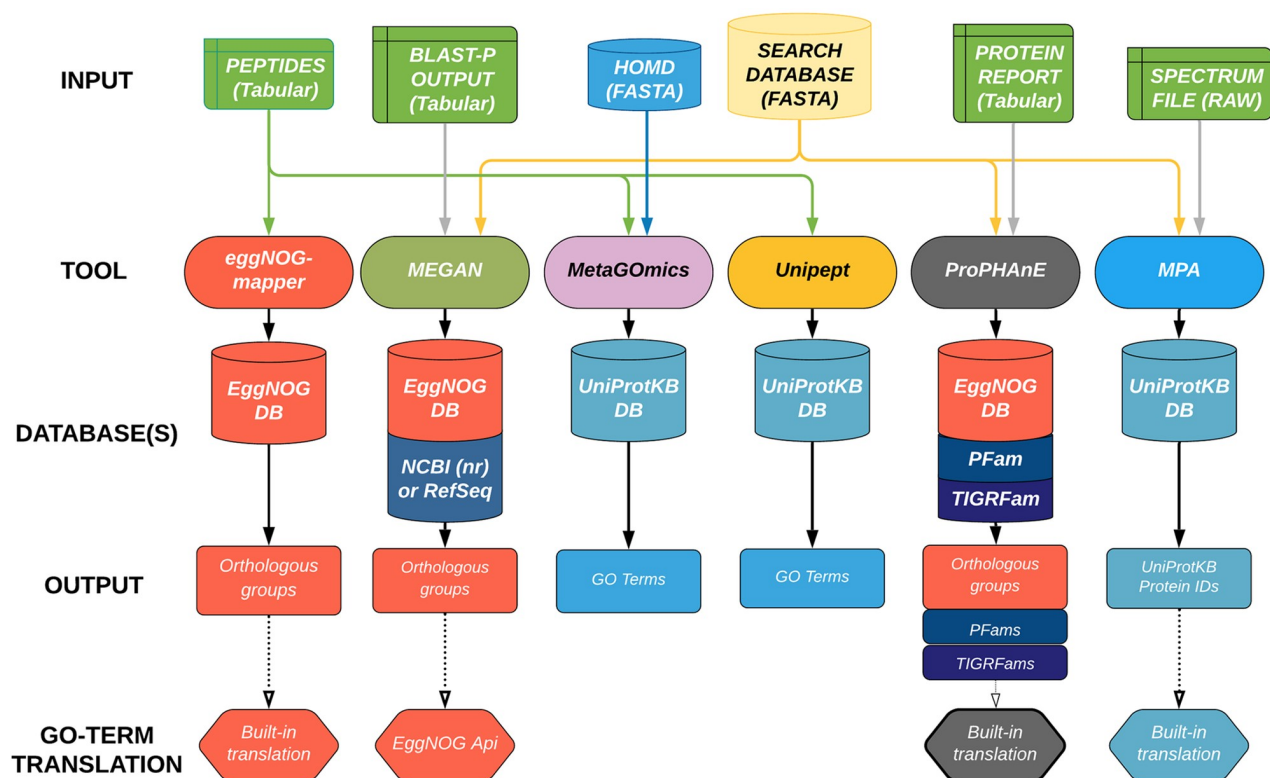 INPUT
PEPTIDES
(Tabular)
BLAST-P
OUTPUT
(Tabular)
HOMD
(FASTA)
SEARCH
DATABASE
(FASTA)
PROTEIN
REPORT
(Tabular)
SPECTRUM
FILE (RAW)
TOOL
eggNOG-
mapper
MEGAN
MetaGOmics
Unipept
ProPHAnE
MPA
DATABASE(S)
EggNOG
DB
EggNOG
DB
NCBI (nr)
or RefSeq
UniProtKB
DB
UniProtKB
DB
EggNOG
DB
PFam
TIGRFam
UniProtKB
DB
OUTPUT
Orthologous
groups
Orthologous
groups
GO Terms
GO Terms
Orthologous
groups
PFams
TIGRFams
UniProtKB
Protein IDs
GO-TERM
TRANSLATION
Built-in
translation
EggNOG Api
Built-in
translation
Built-in
translation